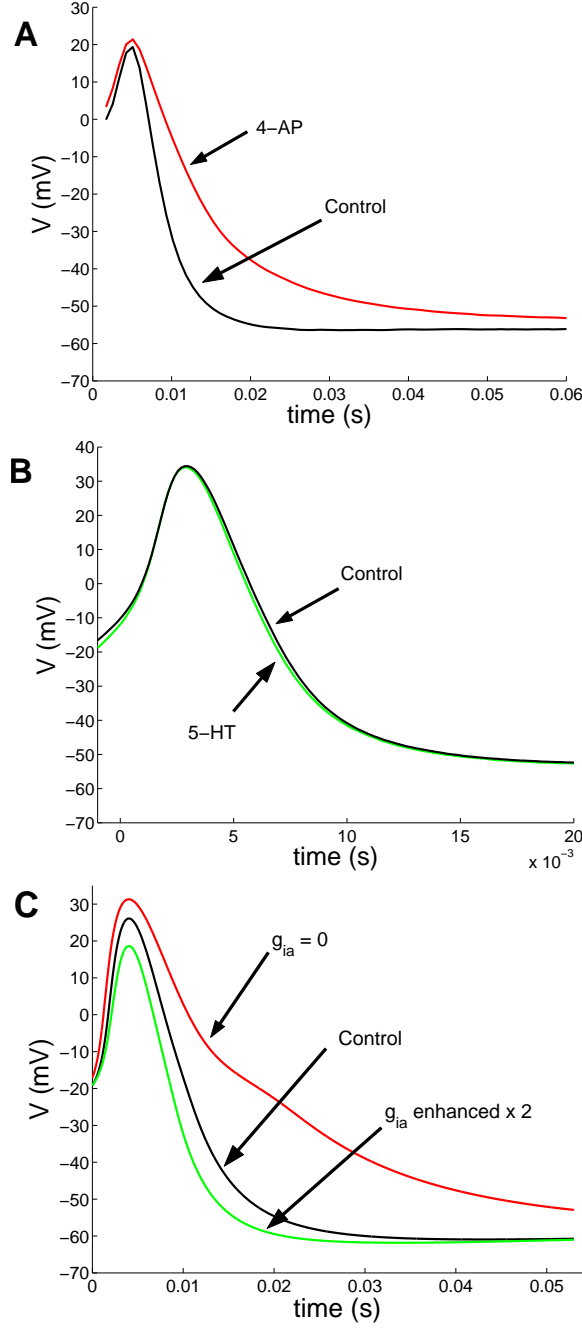 A
30
20
10
0
−10
−20
−30
−40
−50
−60
−70
V (mV)
4−AP
Control
0 0.01 0.02 0.03 0.04 0.05 0.06
time (s)
B
40
30
20
10
0
−10
−20
−30
−40
−50
−60
−70
V (mV)
Control
5−HT
0 5 10 15 20
time (s)
x 10⁻³
C
30
20
10
0
−10
−20
−30
−40
−50
−60
−70
V (mV)
g_ia = 0
Control
g_ia enhanced x 2
0 0.01 0.02 0.03 0.04 0.05
time (s)